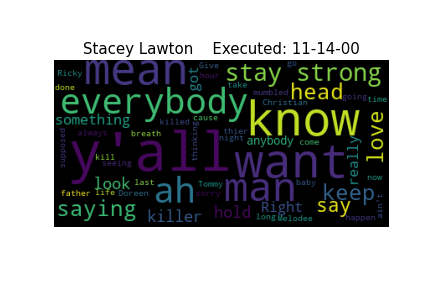 Stacey Lawton    Executed: 11-14-00
mean got Give hour go
Ricky stay strong
done take mumbled Christian going time
everybody head
something cause know love
always breath thinking thier night anybody come
supposed y'all really
kill seeing want
look last Tommy baby now
father life Doreen ah sorry man keep
saying killer hold Right say ain't
killed Long Melodee happen